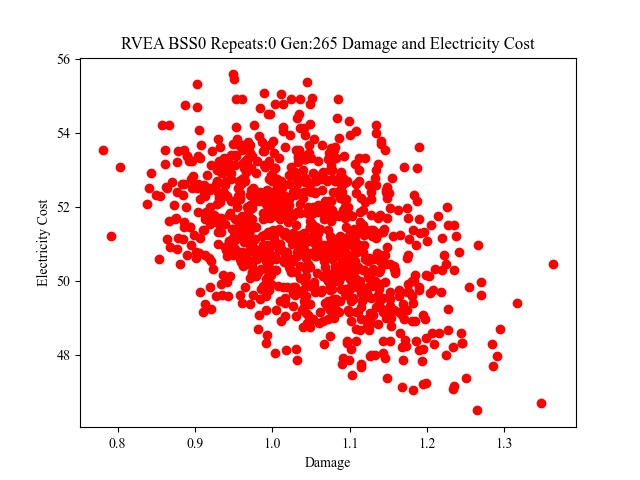 RVEA BSS0 Repeats:0 Gen:265 Damage and Electricity Cost
56
54
52
50
48
Electricity Cost
0.8 0.9 1.0 1.1 1.2 1.3
Damage